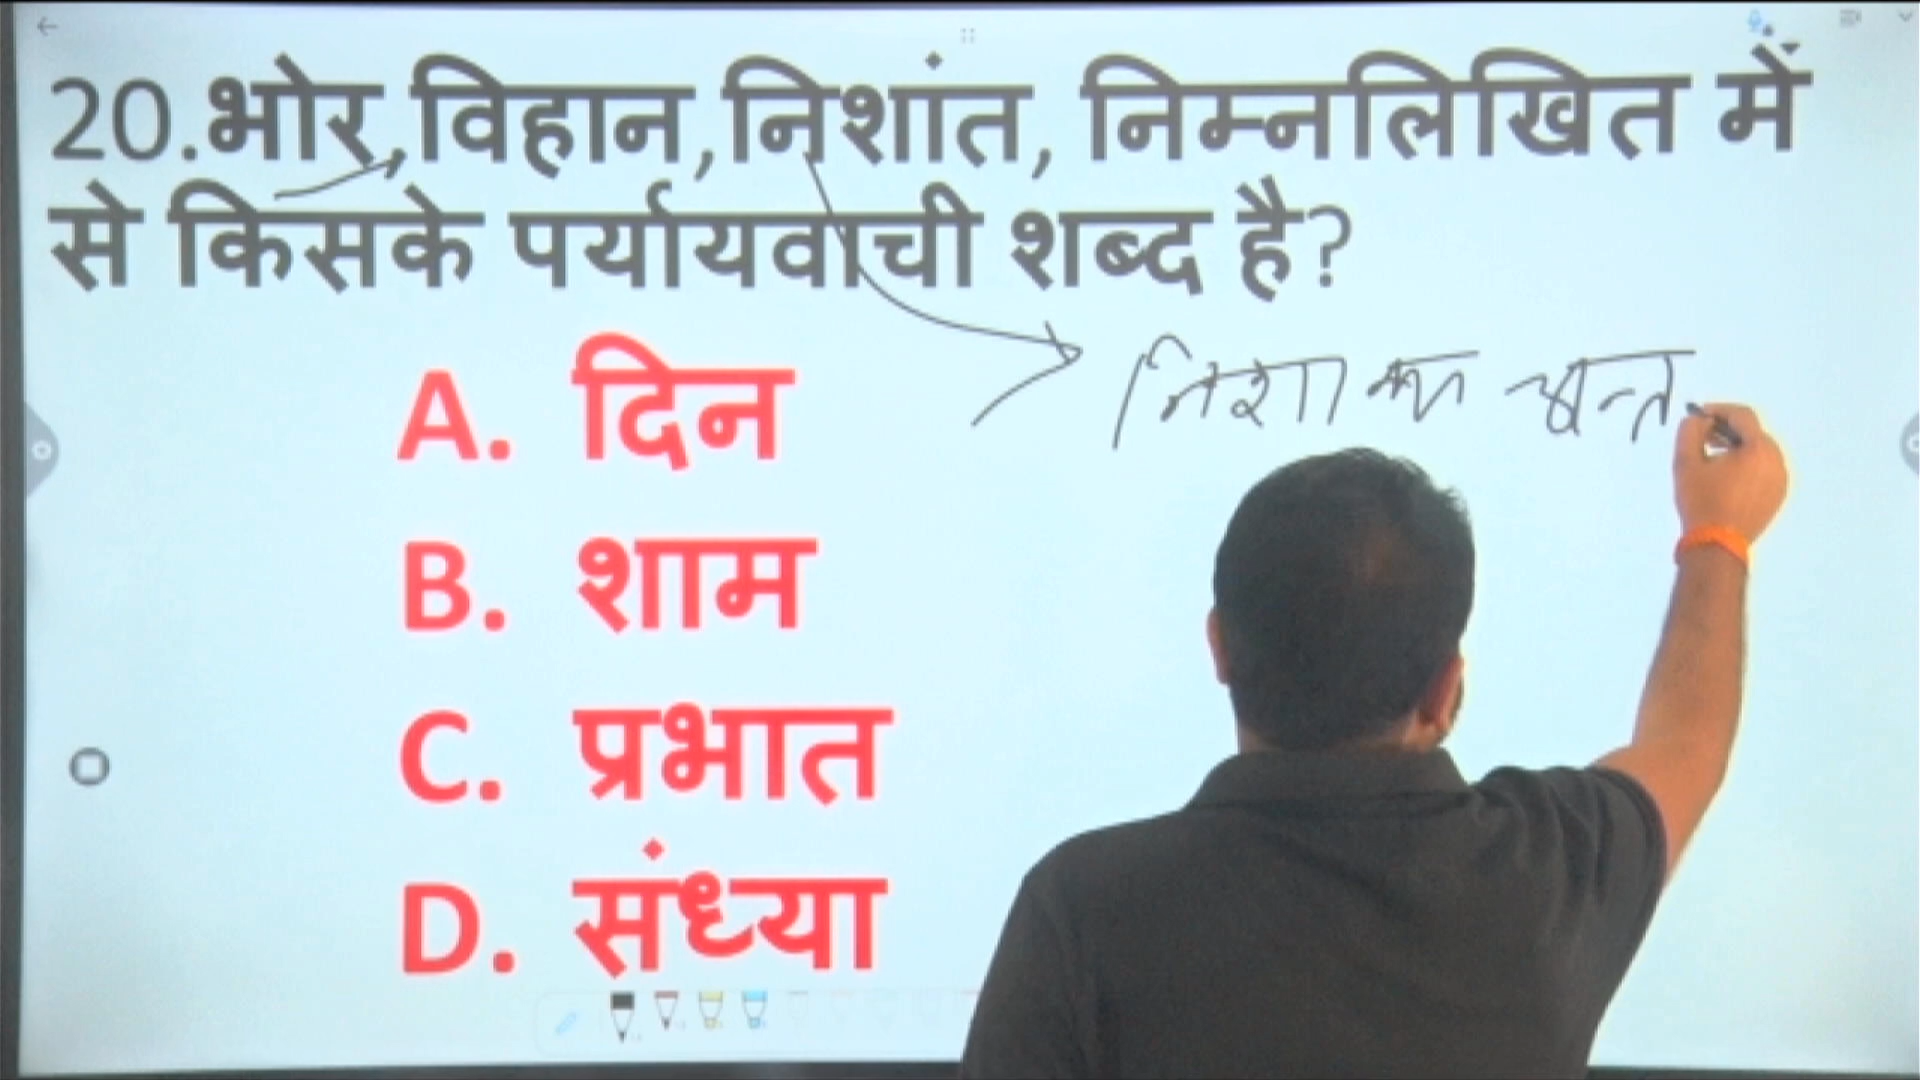 20.भोर,विहान,निशांत, निम्नलिखित में
से किसके पर्यायवाची शब्द है?
निशा का अन्त
A. दिन
B. शाम
C. प्रभात
D. संध्या